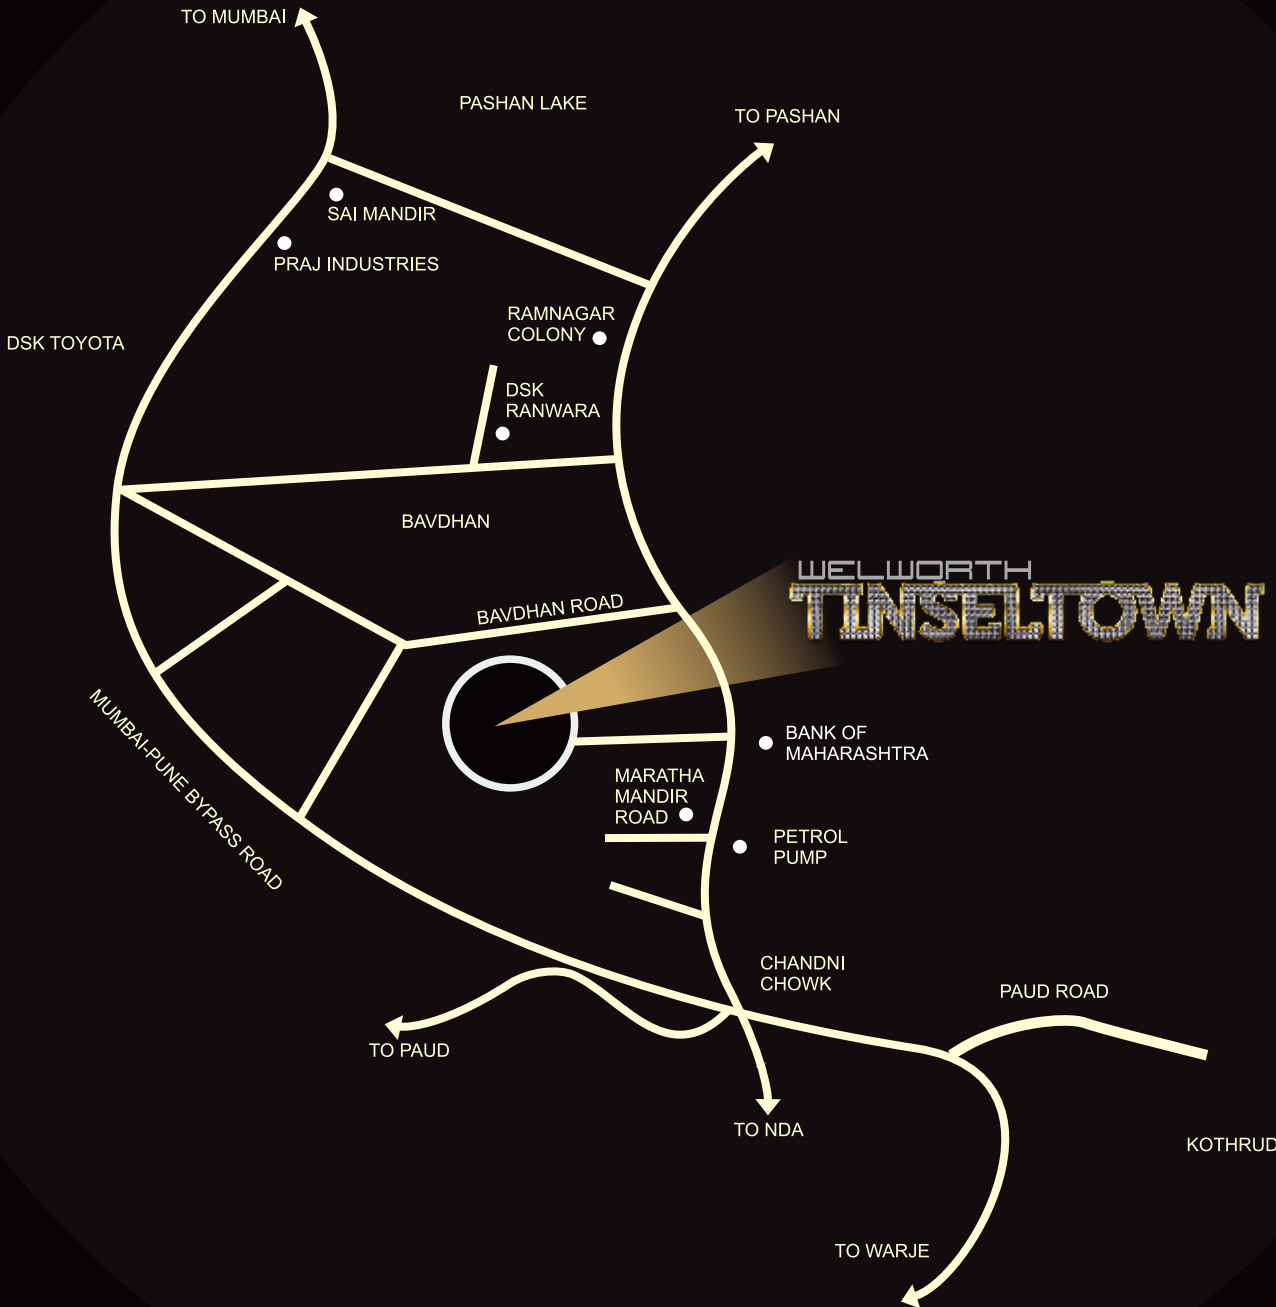 TO MUMBAI
PASHAN LAKE
TO PASHAN
SAI MANDIR
PRAJ INDUSTRIES
RAMNAGAR
COLONY
DSK TOYOTA
DSK
RANWARA
BAVDHAN
WELWORTH
TINSELTOWN
BAVDHAN ROAD
MUMBAI-PUNE BYPASS ROAD
BANK OF
MAHARASHTRA
MARATHA
MANDIR
ROAD
PETROL
PUMP
CHANDNI
CHOWK
PAUD ROAD
TO PAUD
TO NDA
KOTHRUD
TO WARJE